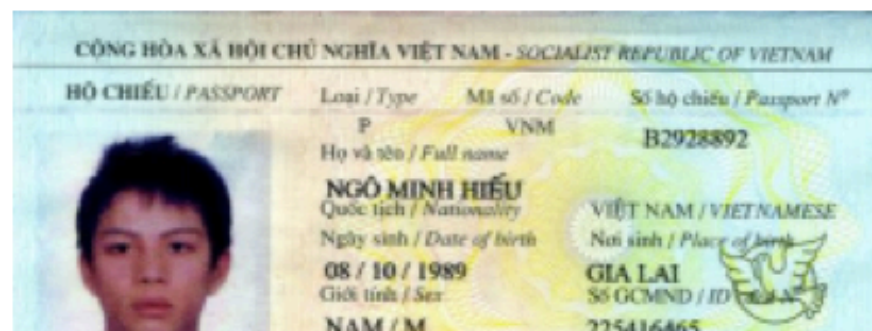 CỘNG HÒA XÃ HỘI CHỦ NGHĨA VIỆT NAM - SOCIALIST REPUBLIC OF VIETNAM
HỘ CHIẾU / PASSPORT Loại / Type Mã số / Code Số hộ chiếu / Passport Nº
P VNM B2928892
Họ và tên / Full name
NGÔ MINH HIẾU
Quốc tịch / Nationality VIỆT NAM / VIETNAMESE
Ngày sinh / Date of birth Nơi sinh / Place of birth
08 / 10 / 1989 GIA LAI
Giới tính / Sex Số GCMND / ID Nº
NAM / M 225416465